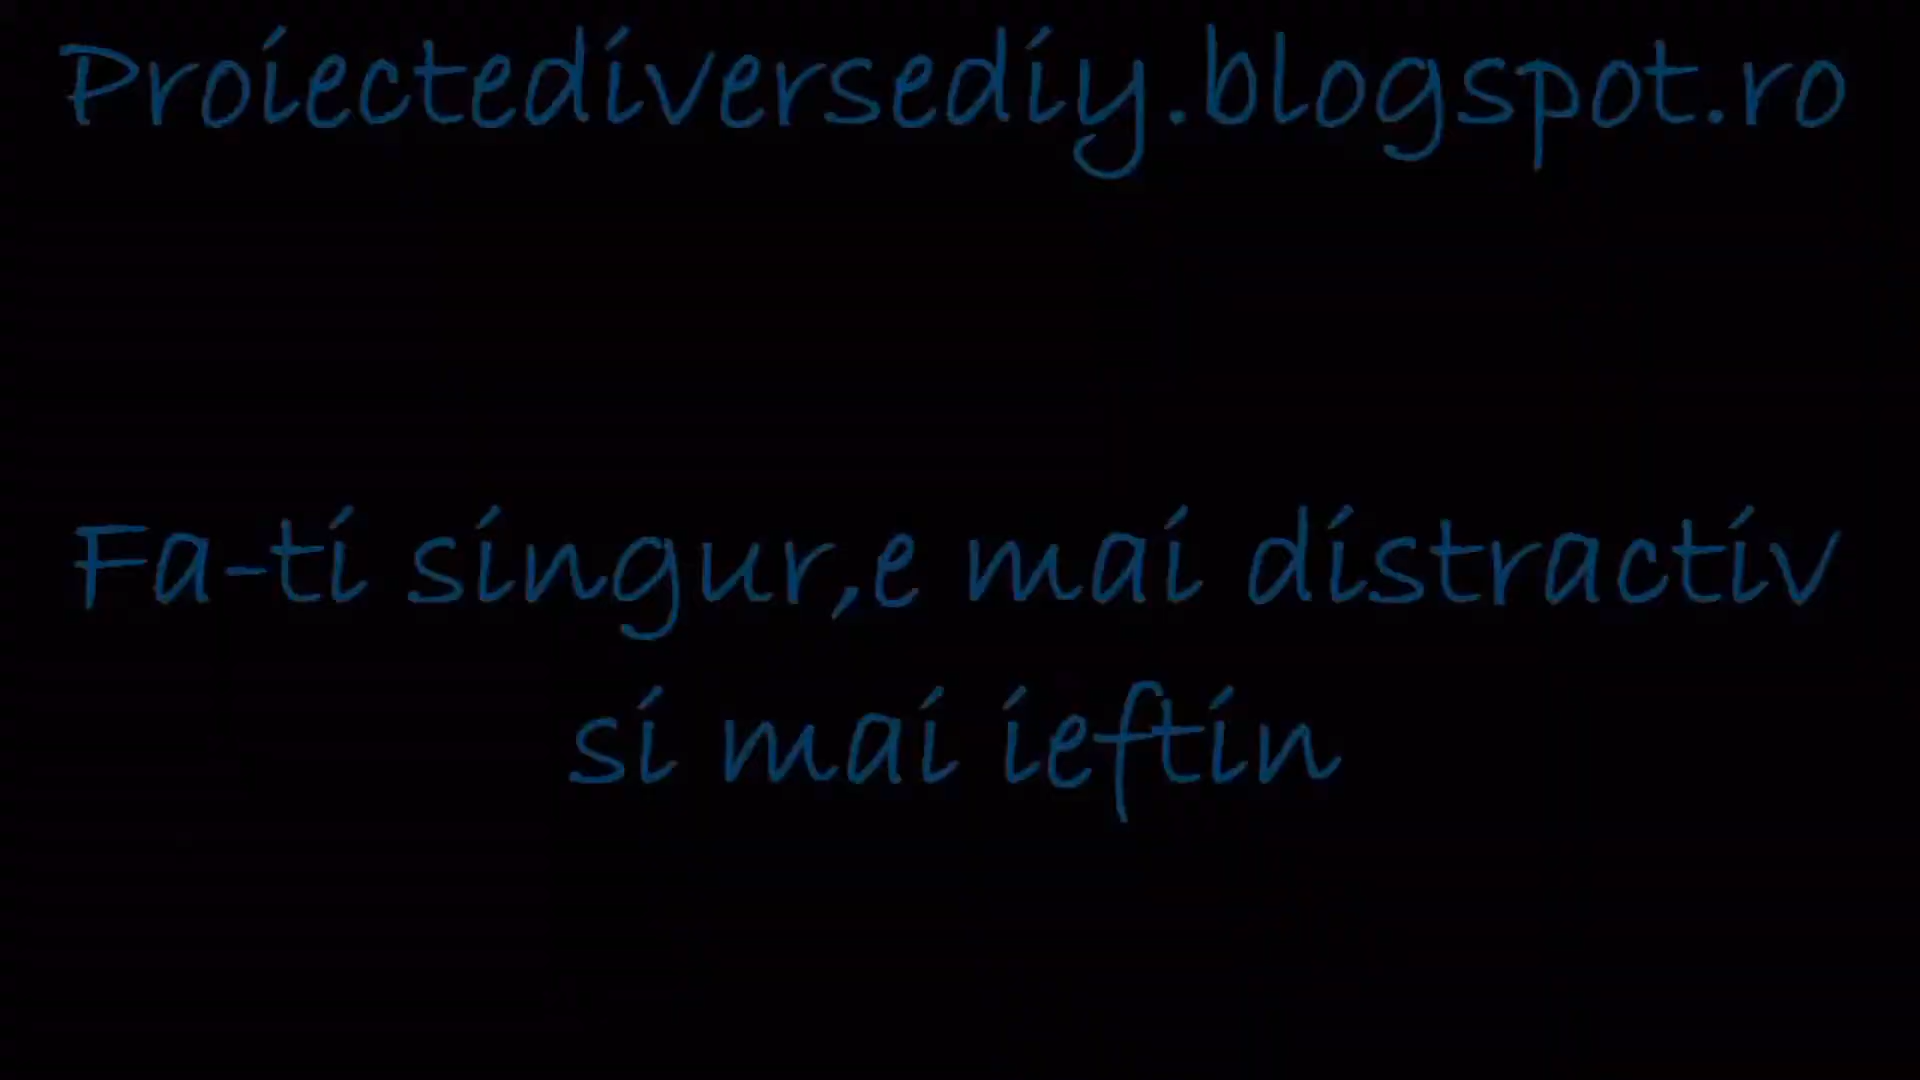 Proiectediversediy.blogspot.ro
Fa-ti singur,e mai distractiv
si mai ieftin